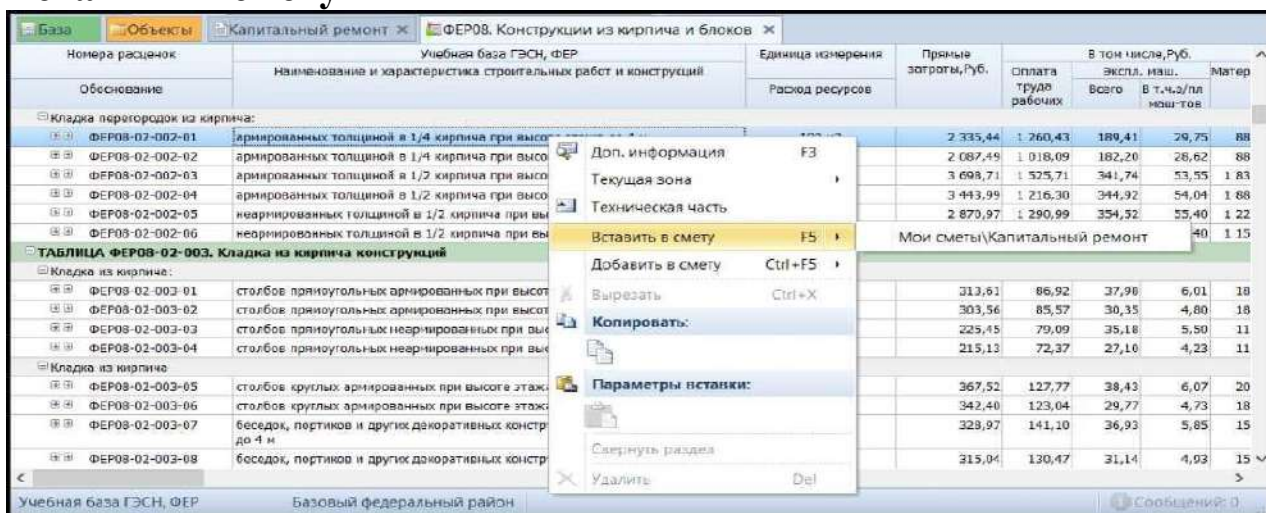 База Объекты Капитальный ремонт ФЕР08. Конструкции из кирпича и блоков
Номера расценок Учебная база ГЭСН, ФЕР Единица измерения Прямые затраты,Руб. В том числе,Руб.
Обоснование Наименование и характеристика строительных работ и конструкций Расход ресурсов Оплата труда рабочих Экспл. маш. Матер
Всего В т.ч.з/пл маш-тов
Кладка перегородок из кирпича:
ФЕР08-02-002-01 армированных толщиной в 1/4 кирпича при 2 335,44 1 260,43 189,41 29,75 88
ФЕР08-02-002-02 армированных толщиной в 1/4 кирпича при высо 2 087,49 1 018,09 182,20 28,62 88
ФЕР08-02-002-03 армированных толщиной в 1/2 кирпича при высо 3 698,71 1 525,71 341,74 53,55 1 83
ФЕР08-02-002-04 армированных толщиной в 1/2 кирпича при высо 3 443,99 1 216,30 344,92 54,04 1 88
ФЕР08-02-002-05 неармированных толщиной в 1/2 кирпича при вы 2 870,97 1 290,99 354,52 55,40 1 22
ФЕР08-02-002-06 неармированных толщиной в 1/2 кирпича при вы 40 1 15
ТАБЛИЦА ФЕР08-02-003. Кладка из кирпича конструкций
Кладка из кирпича:
ФЕР08-02-003-01 столбов прямоугольных армированных при высот 313,61 86,92 37,98 6,01 18
ФЕР08-02-003-02 столбов прямоугольных армированных при высот 303,56 85,57 30,35 4,80 18
ФЕР08-02-003-03 столбов прямоугольных неармированных при выс 225,45 79,09 35,18 5,50 11
ФЕР08-02-003-04 столбов прямоугольных неармированных при выс 215,13 72,37 27,10 4,23 11
Кладка из кирпича
ФЕР08-02-003-05 столбов круглых армированных при высоте этаж 367,52 127,77 38,43 6,07 20
ФЕР08-02-003-06 столбов круглых армированных при высоте этаж 342,40 123,04 29,77 4,73 18
ФЕР08-02-003-07 беседок, портиков и других декоративных констр 328,97 141,10 36,93 5,85 15
до 4 м
ФЕР08-02-003-08 беседок, портиков и других декоративных констр 315,04 130,47 31,14 4,93 15
Доп. информация F3
Текущая зона
Техническая часть
Вставить в смету F5
Мои сметы\Капитальный ремонт
Добавить в смету Ctrl+F5
Вырезать Ctrl+X
Копировать:
Параметры вставки:
Свернуть раздел
Удалить Del
Учебная база ГЭСН, ФЕР Базовый федеральный район Сообщений: 0